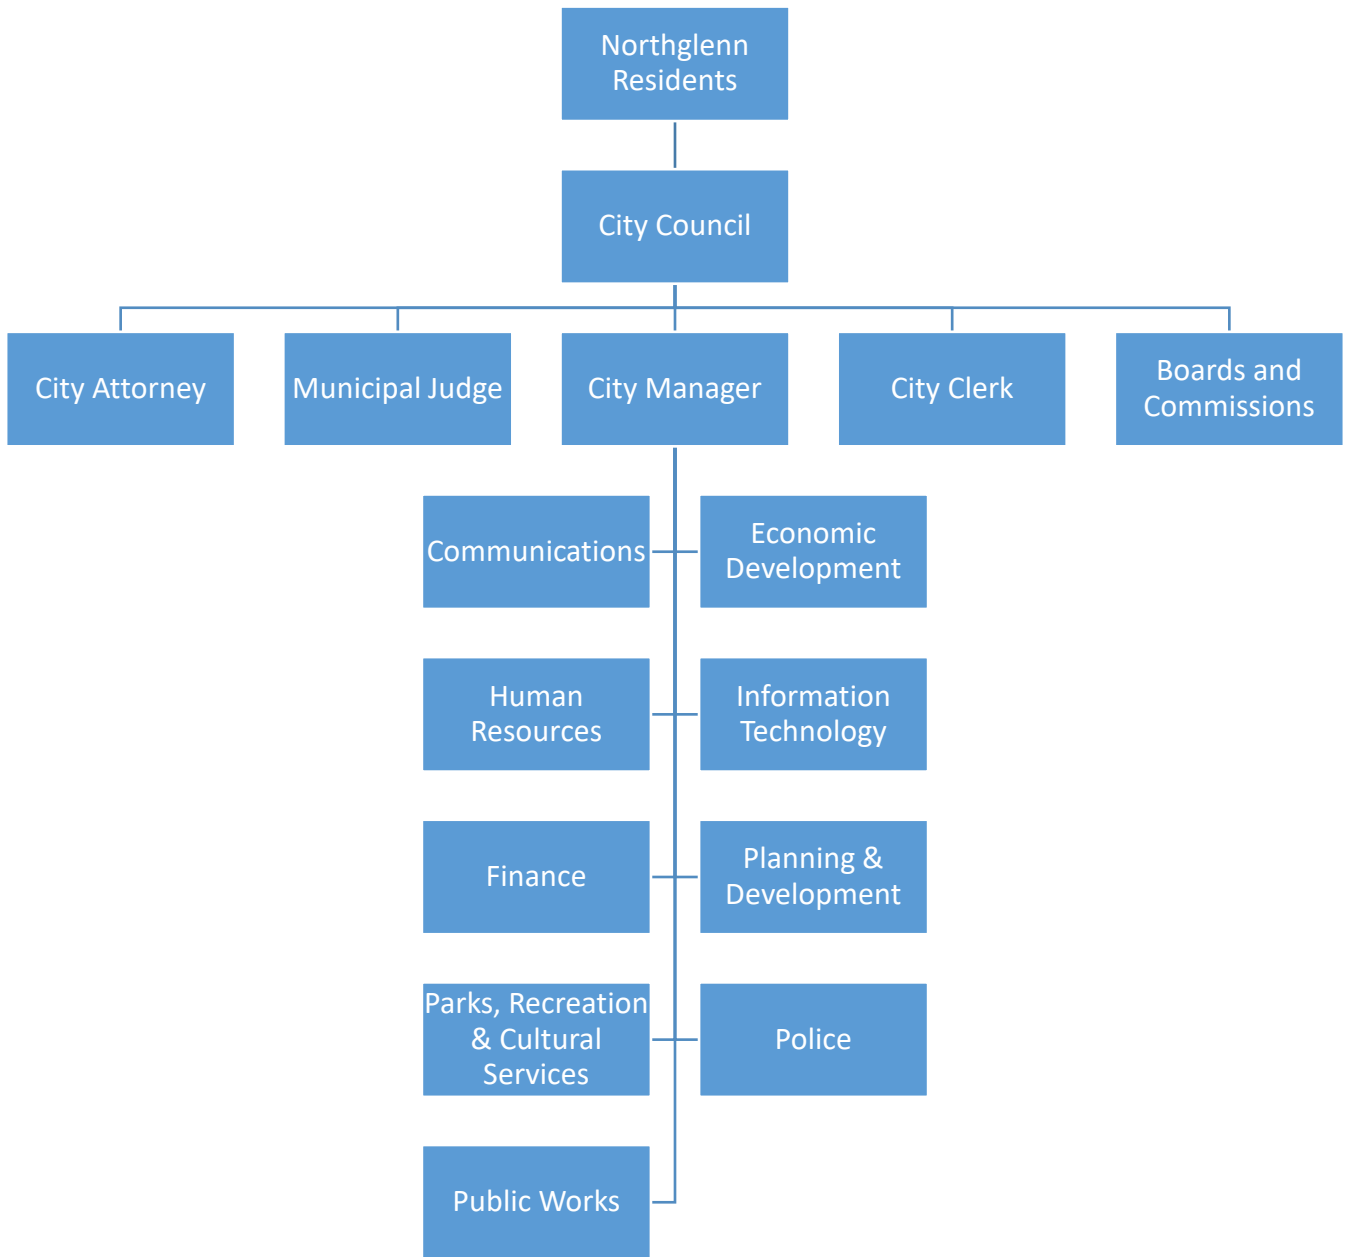 Northglenn
Residents
City Council
City Attorney
Municipal Judge
City Manager
City Clerk
Boards and
Commissions
Communications
Economic
Development
Human
Resources
Information
Technology
Finance
Planning &
Development
Parks, Recreation
& Cultural
Services
Police
Public Works